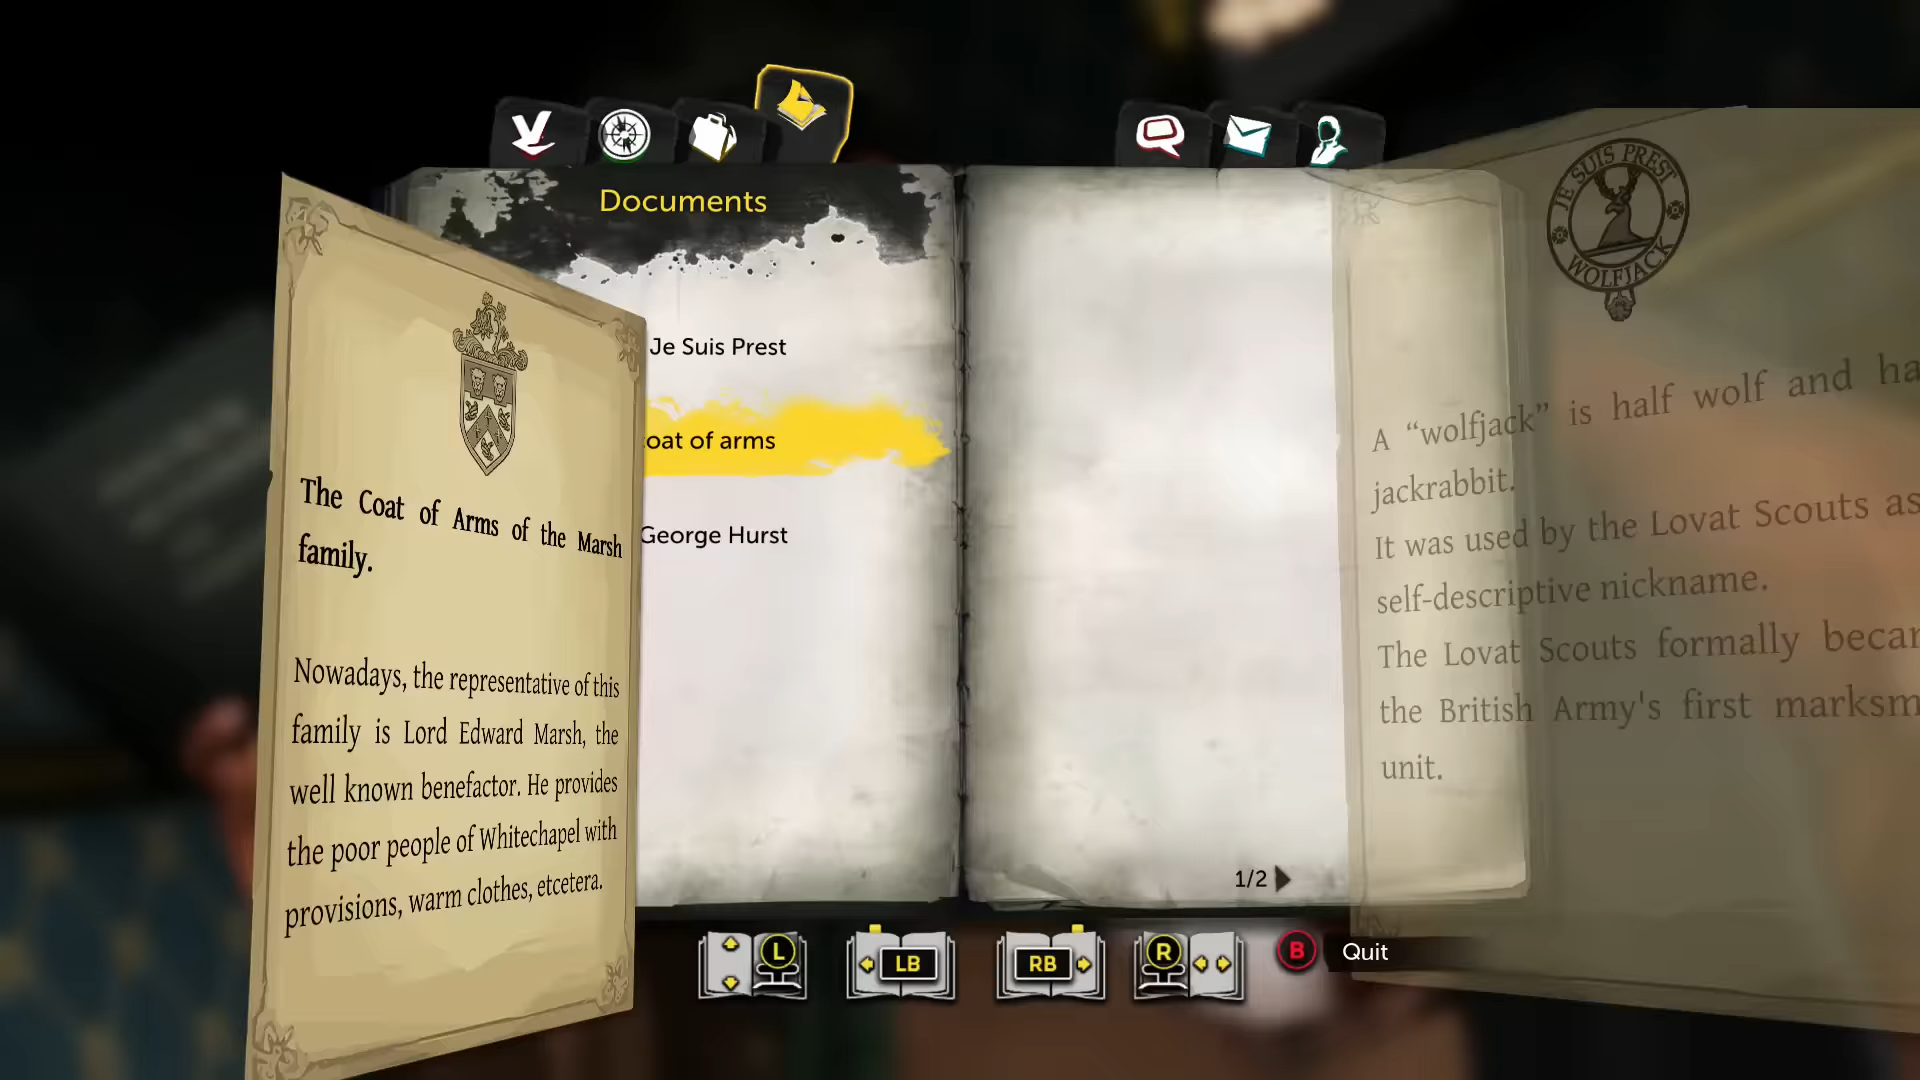 Documents
Je Suis Prest
oat of arms
George Hurst
The Coat of Arms of the Marsh
family.
Nowadays, the representative of this
family is Lord Edward Marsh, the
well known benefactor. He provides
the poor people of Whitechapel with
provisions, warm clothes, etcetera.
1/2
JE SUIS PREST
WOLFJACK
A “wolfjack” is half wolf and ha
jackrabbit.
It was used by the Lovat Scouts as
self-descriptive nickname.
The Lovat Scouts formally becar
the British Army's first marksm
unit.
L
LB
RB
R
B
Quit